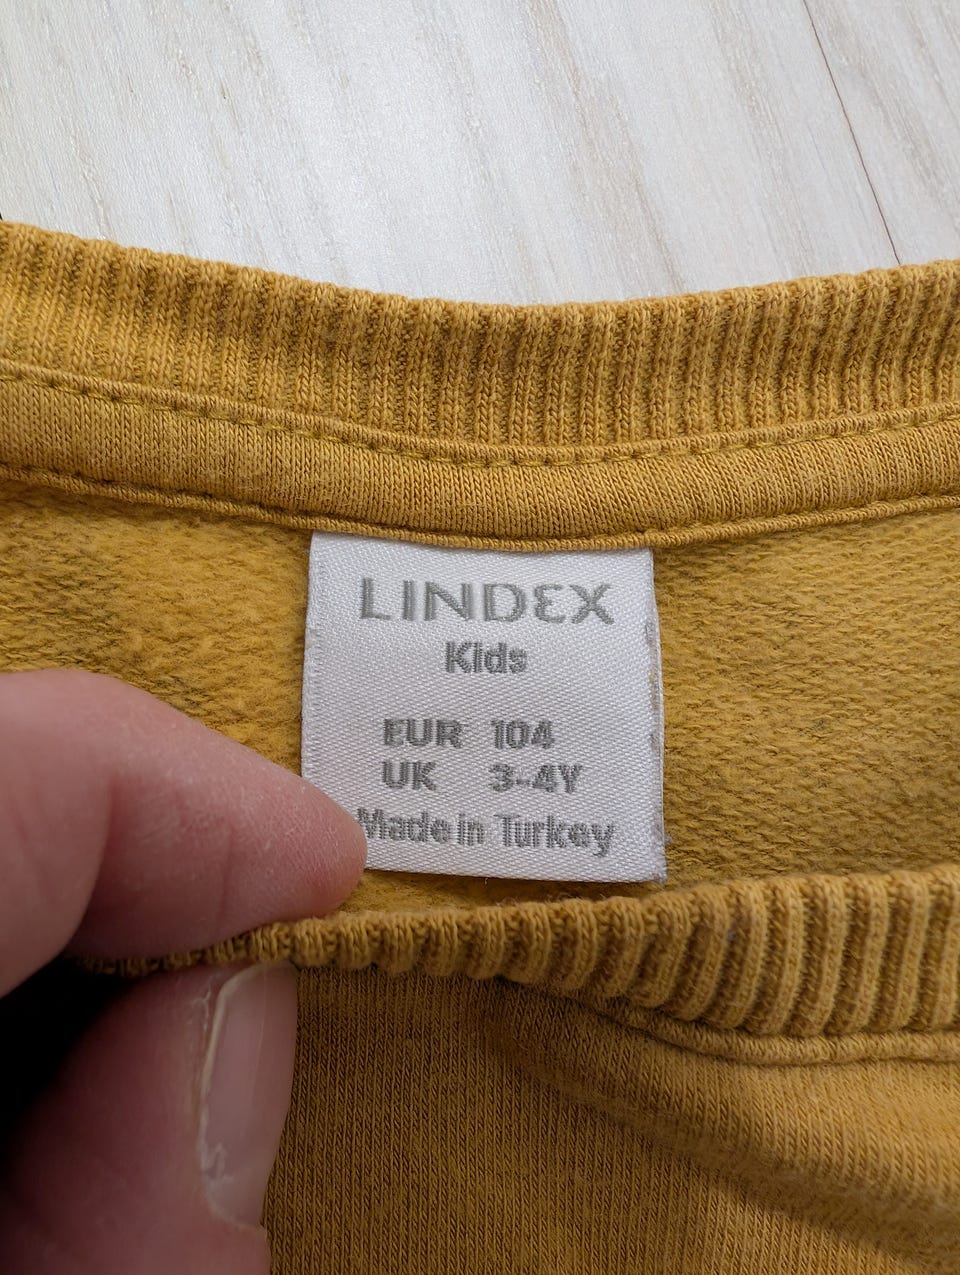 LINDEX
Kids
EUR 104
UK 3-4Y
Made in Turkey